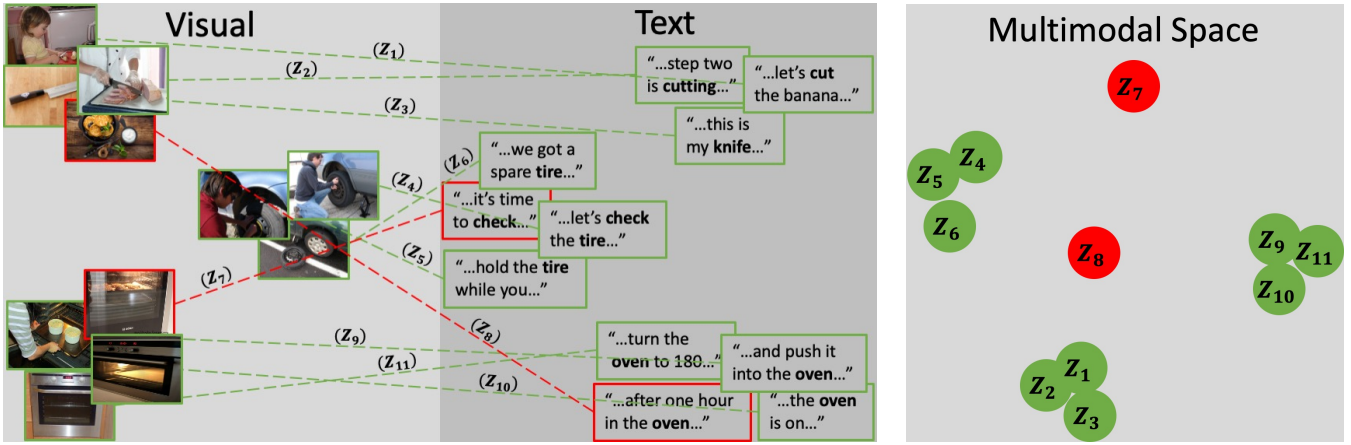 Visual
Text
Multimodal Space
(Z1)
(Z2)
(Z3)
"...step two
is cutting..."
"...let's cut
the banana..."
"...this is
my knife..."
(Z6)
"...we got a
spare tire..."
(Z4)
"...it's time
to check..."
"...let's check
the tire..."
(Z5)
"...hold the tire
while you..."
(Z7)
(Z8)
(Z9)
(Z11)
(Z10)
"...turn the
oven to 180..."
"...and push it
into the oven..."
"...after one hour
in the oven..."
"...the oven
is on..."
Z7
Z4
Z5
Z6
Z8
Z9
Z11
Z10
Z1
Z2
Z3